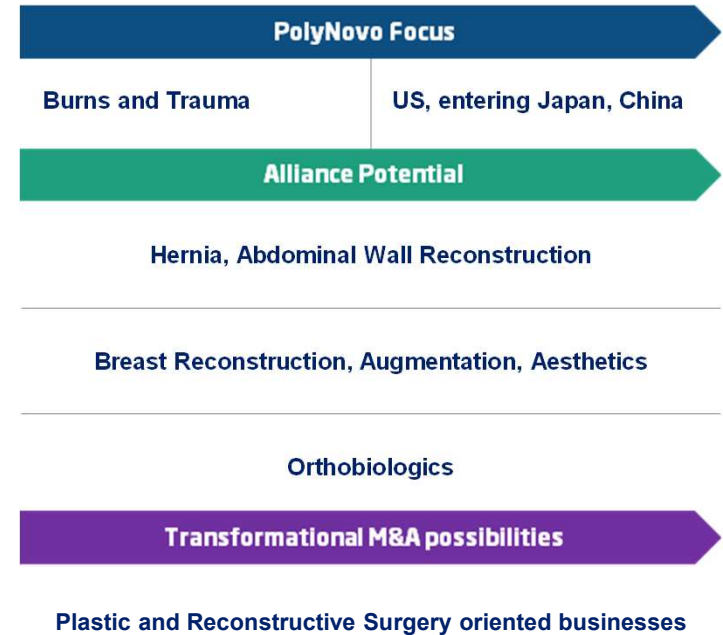 PolyNovo Focus
Burns and Trauma
US, entering Japan, China
Alliance Potential
Hernia, Abdominal Wall Reconstruction
Breast Reconstruction, Augmentation, Aesthetics
Orthobiologics
Transformational M&A possibilities
Plastic and Reconstructive Surgery oriented businesses